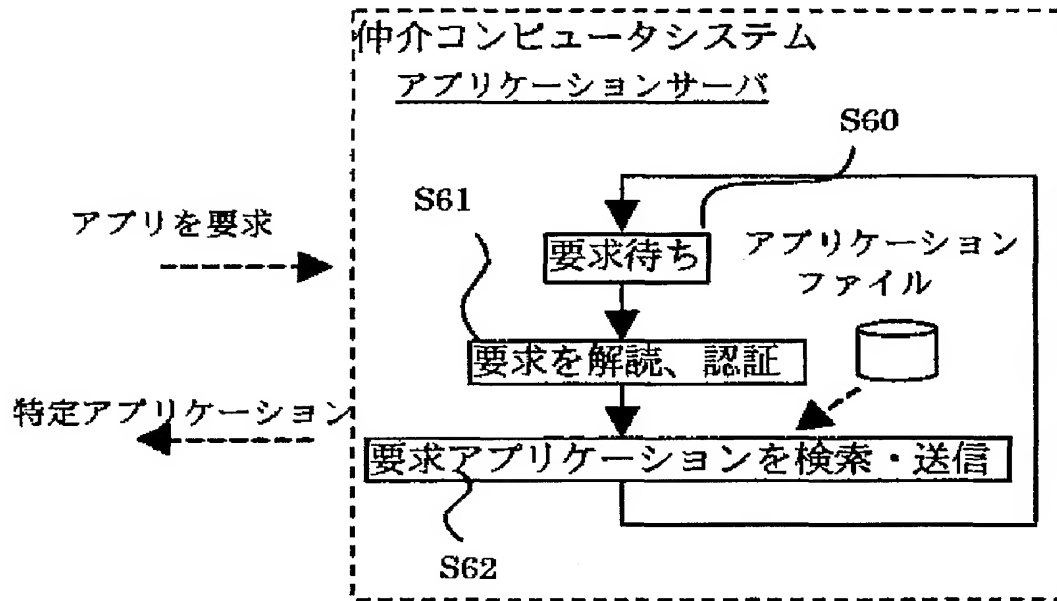 仲介コンピュータシステム
アプリケーションサーバ
S60
S61
アプリを要求
要求待ち
アプリケーション
ファイル
要求を解読、認証
特定アプリケーション
要求アプリケーションを検索・送信
S62